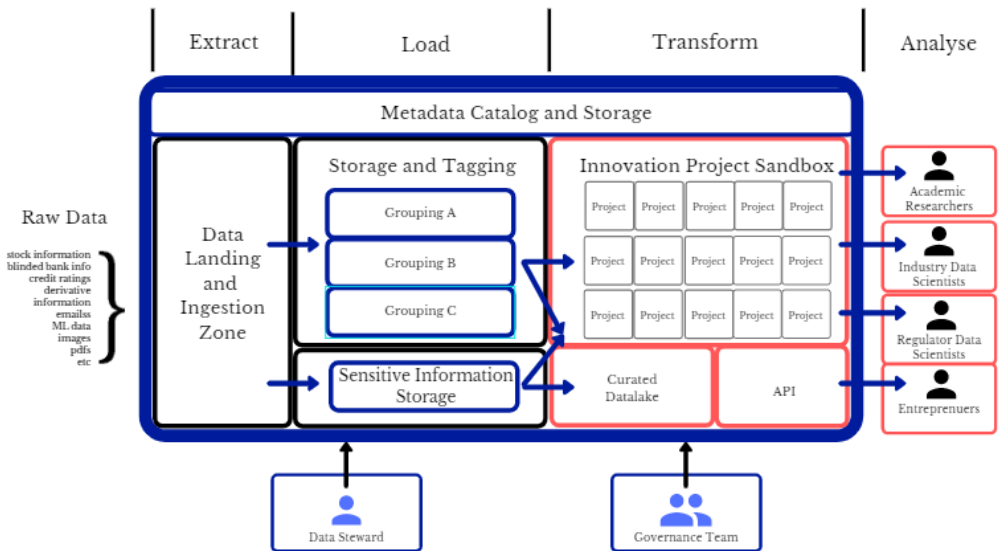 Extract
Load
Transform
Analyse
Metadata Catalog and Storage
Raw Data
stock information
blinded bank info
credit ratings
derivative
information
emailss
ML data
images
pdfs
etc
Data
Landing
and
Ingestion
Zone
Storage and Tagging
Grouping A
Grouping B
Grouping C
Sensitive Information
Storage
Innovation Project Sandbox
Project Project Project Project Project
Project Project Project Project Project
Project Project Project Project Project
Curated
Datalake
API
Academic
Researchers
Industry Data
Scientists
Regulator Data
Scientists
Entreprenuers
Data Steward
Governance Team